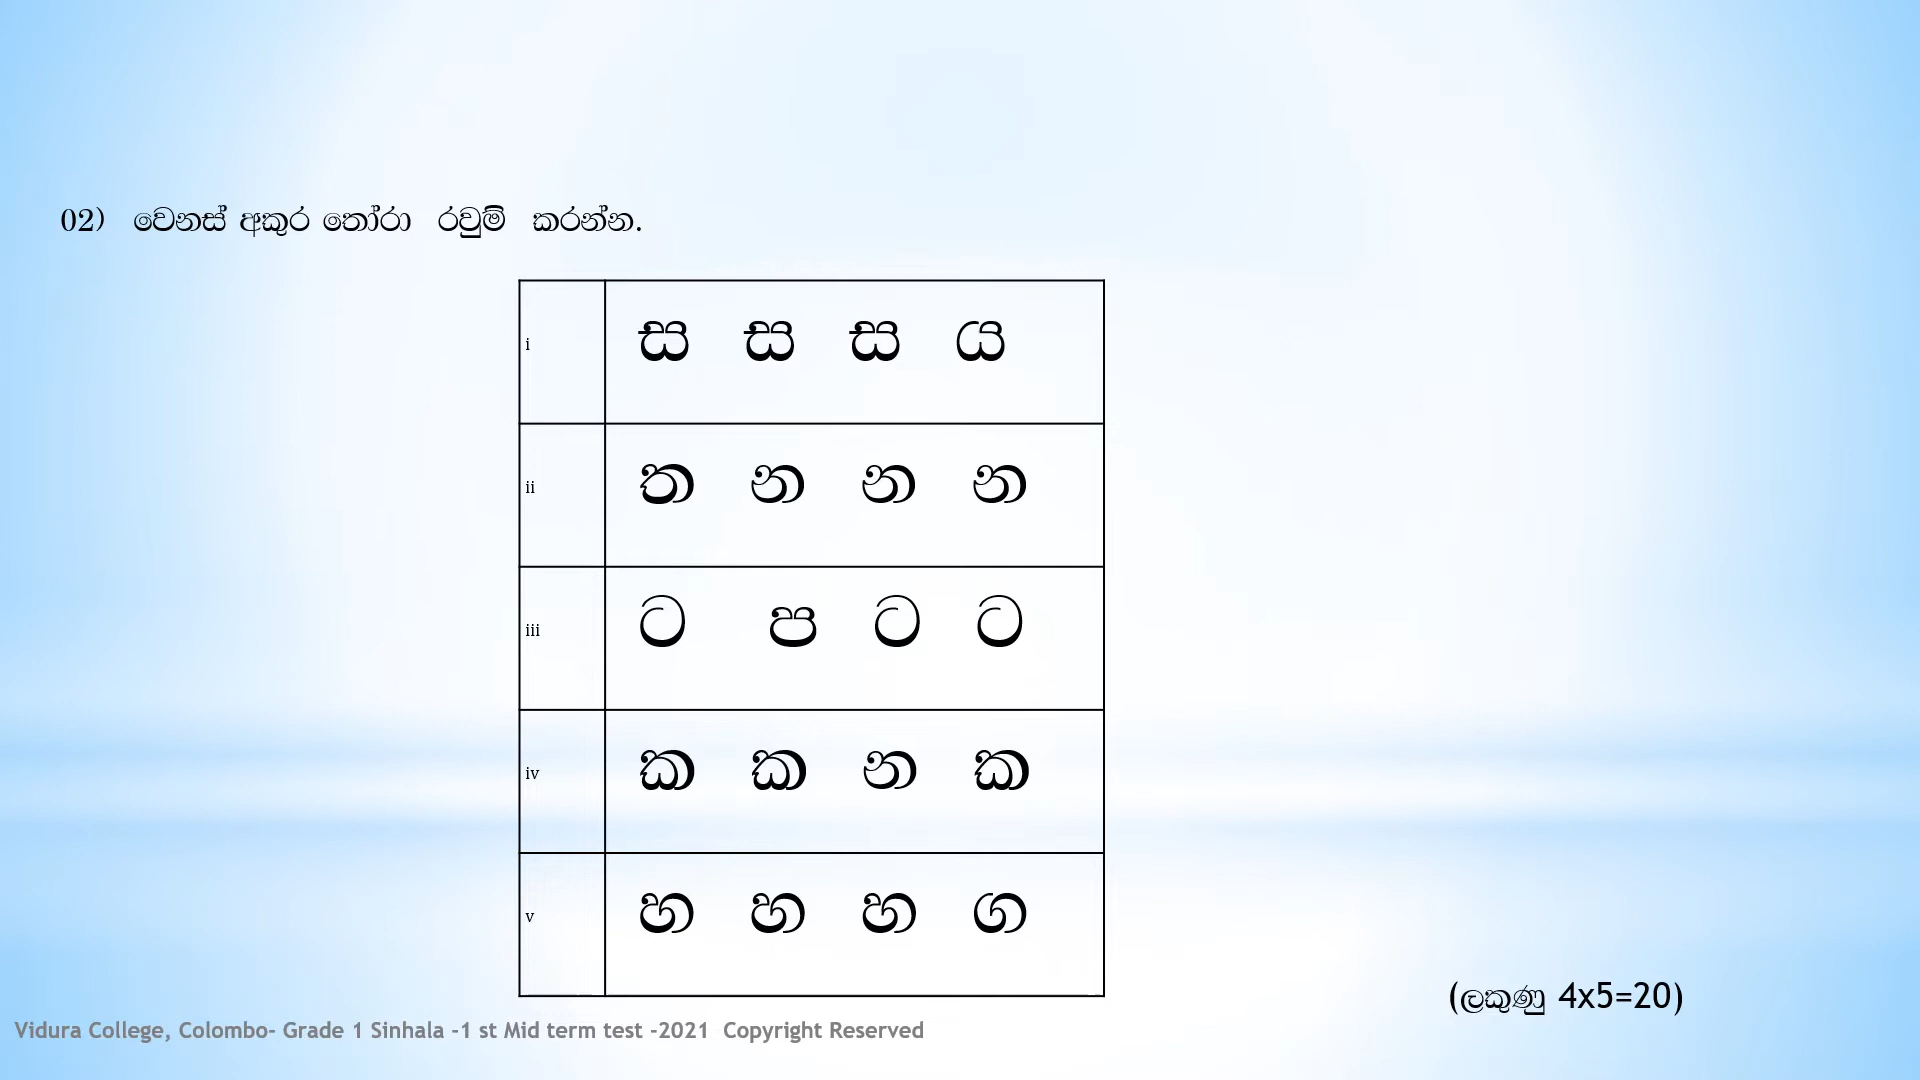 02) වෙනස් අකුර තෝරා රවුම් කරන්න.
i ස ස ස ය
ii ත න න න
iii ට ප ට ට
iv ක ක න ක
v හ හ හ ග
(ලකුණු 4x5=20)
Vidura College, Colombo- Grade 1 Sinhala -1 st Mid term test -2021 Copyright Reserved